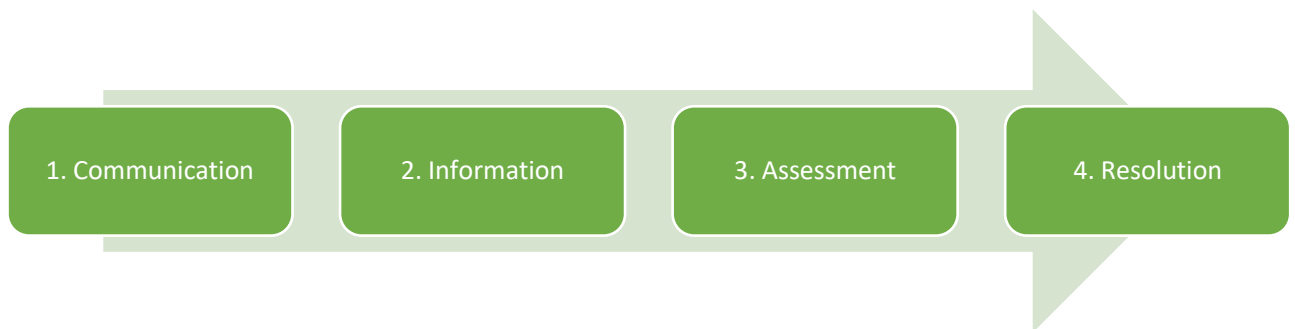 1. Communication
2. Information
3. Assessment
4. Resolution